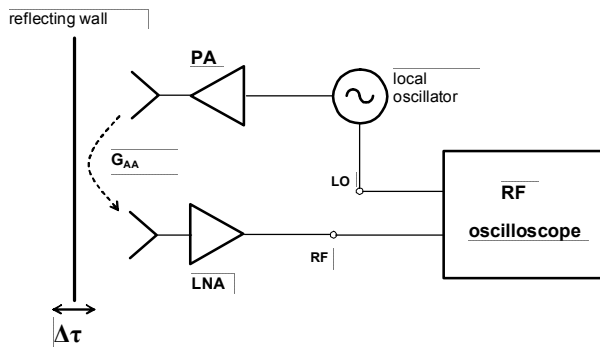 reflecting wall
PA
local
oscillator
G_AA
LO
RF
oscilloscope
RF
LNA
Δτ